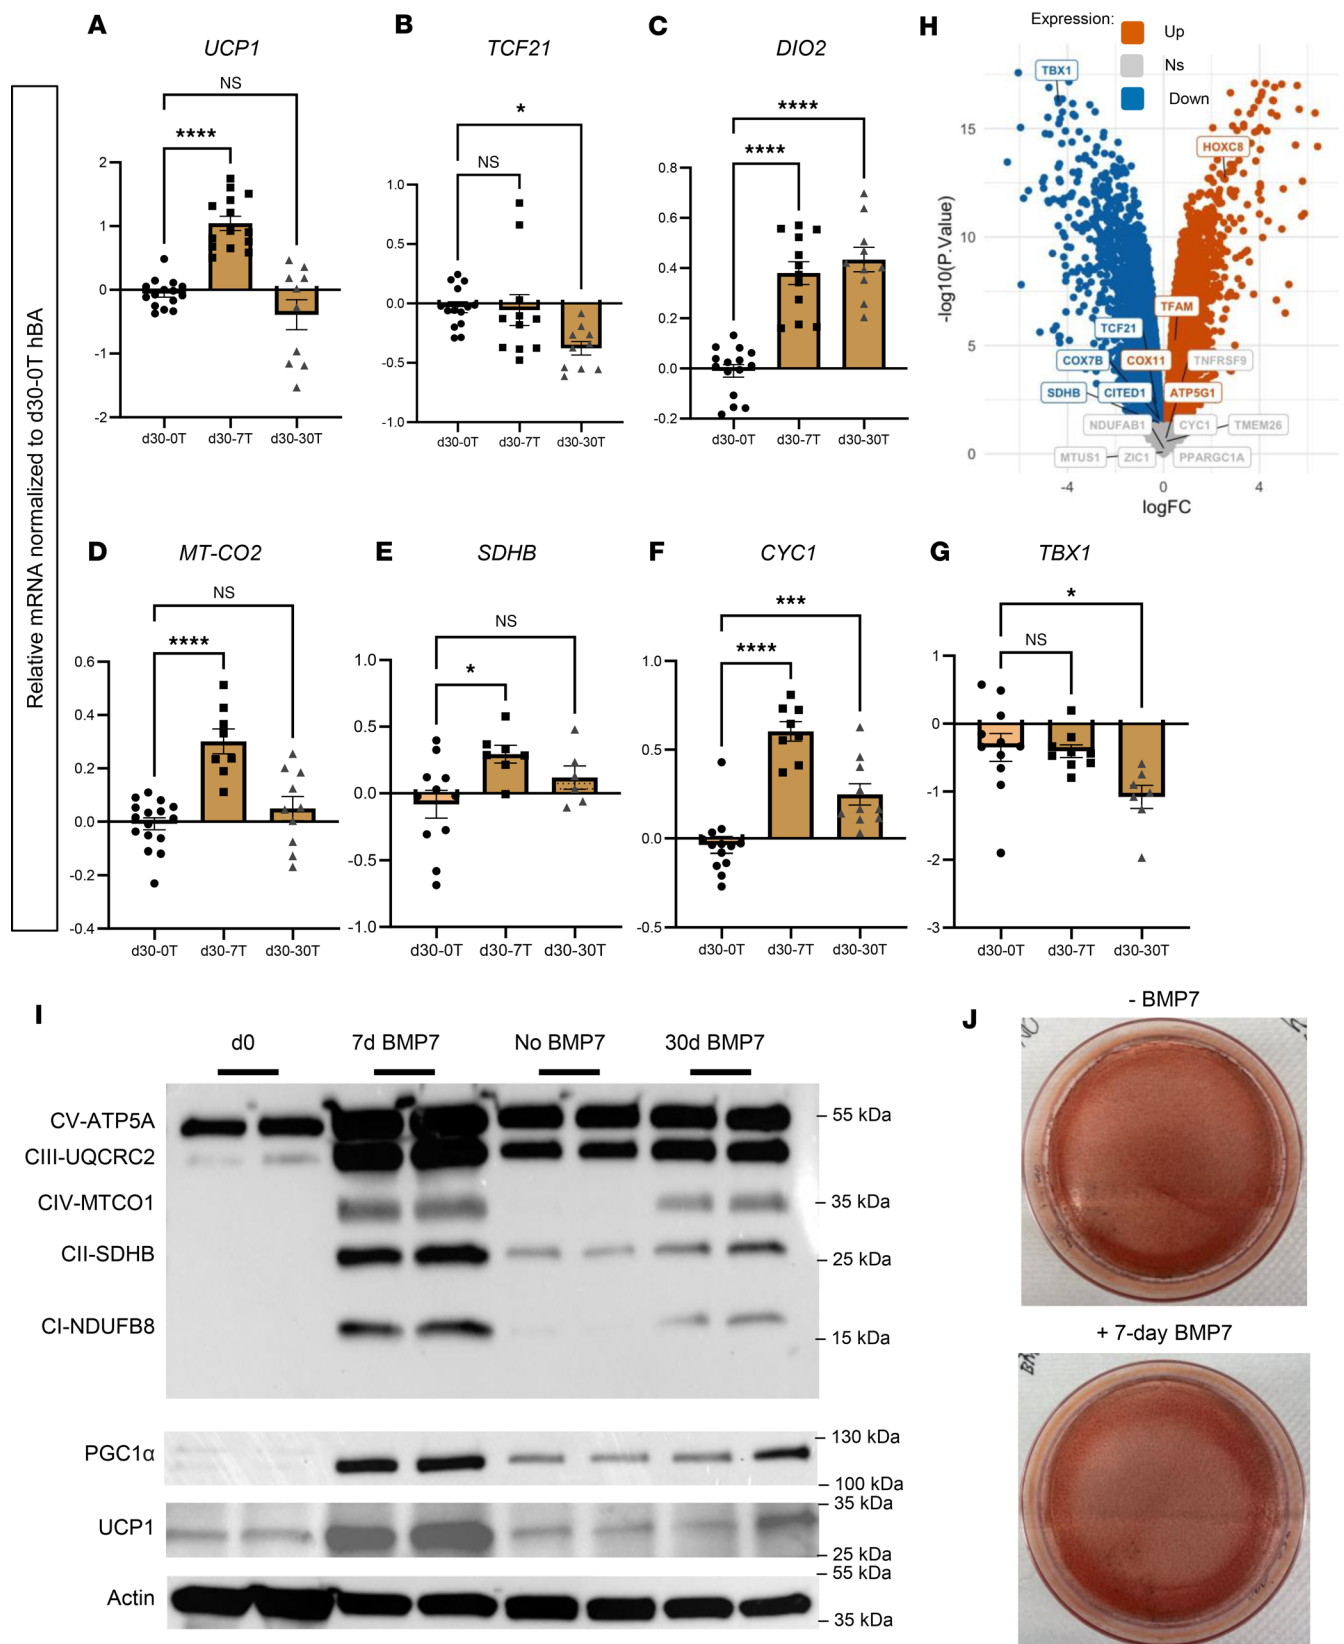 A
UCP1
B
TCF21
C
DIO2
H
Expression:
Up
Ns
Down
Relative mRNA normalized to d30-0T hBA
NS
****
2
1
0
-1
-2
d30-0T
d30-7T
d30-30T
*
NS
1.0
0.5
0.0
-0.5
-1.0
d30-0T
d30-7T
d30-30T
****
****
0.8
0.6
0.4
0.2
0.0
-0.2
d30-0T
d30-7T
d30-30T
-log10(P.Value)
15
10
5
0
TBX1
HOXC8
TFAM
TCF21
COX7B
COX11
TNFRSF9
SDHB
CITED1
ATP5G1
NDUFAB1
CYC1
TMEM26
MTUS1
ZIC1
PPARGC1A
-4
0
4
logFC
D
MT-CO2
E
SDHB
F
CYC1
G
TBX1
NS
****
0.6
0.4
0.2
0.0
-0.2
-0.4
d30-0T
d30-7T
d30-30T
NS
*
1.0
0.5
0.0
-0.5
-1.0
d30-0T
d30-7T
d30-30T
***
****
1.0
0.5
0.0
-0.5
d30-0T
d30-7T
d30-30T
*
NS
1
0
-1
-2
-3
d30-0T
d30-7T
d30-30T
I
d0
7d BMP7
No BMP7
30d BMP7
CV-ATP5A
CIII-UQCRC2
CIV-MTCO1
CII-SDHB
CI-NDUFB8
55 kDa
35 kDa
25 kDa
15 kDa
PGC1α
130 kDa
100 kDa
UCP1
35 kDa
25 kDa
Actin
55 kDa
35 kDa
J
- BMP7
+ 7-day BMP7